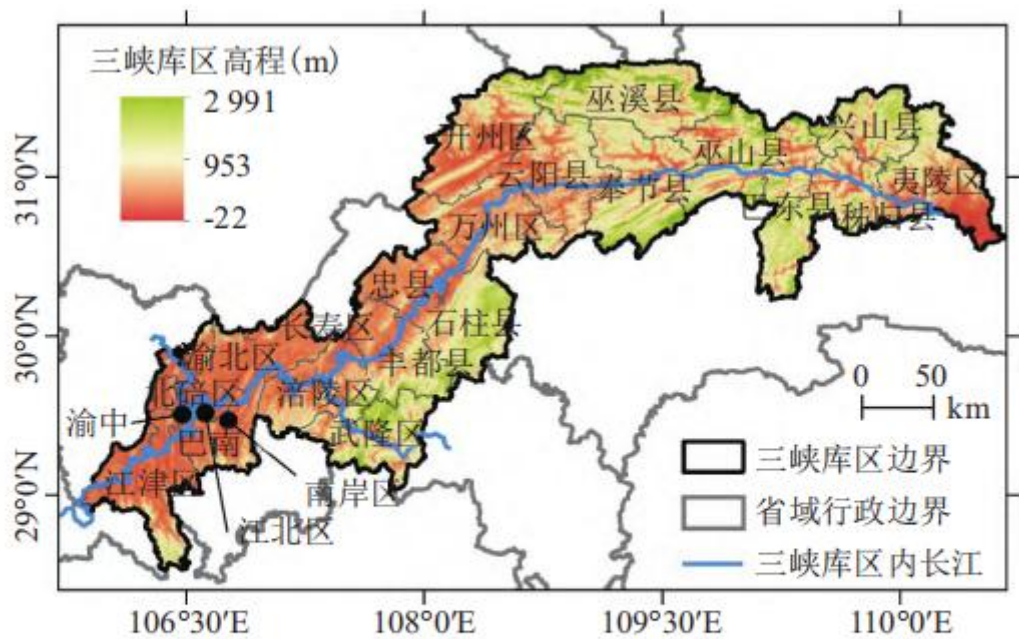 三峡库区高程(m)
2 991
953
-22
巫溪县
兴山县
开州区
巫山县
云阳县
奉节县
夷陵区
万州区
东县
秭归县
忠县
石柱县
长寿区
渝北区
丰都县
北碚区
涪陵区
渝中
巴南
武隆区
江津区
南岸区
江北区
0 50
km
三峡库区边界
省域行政边界
三峡库区内长江
31°0′N
30°0′N
29°0′N
106°30′E
108°0′E
109°30′E
110°0′E